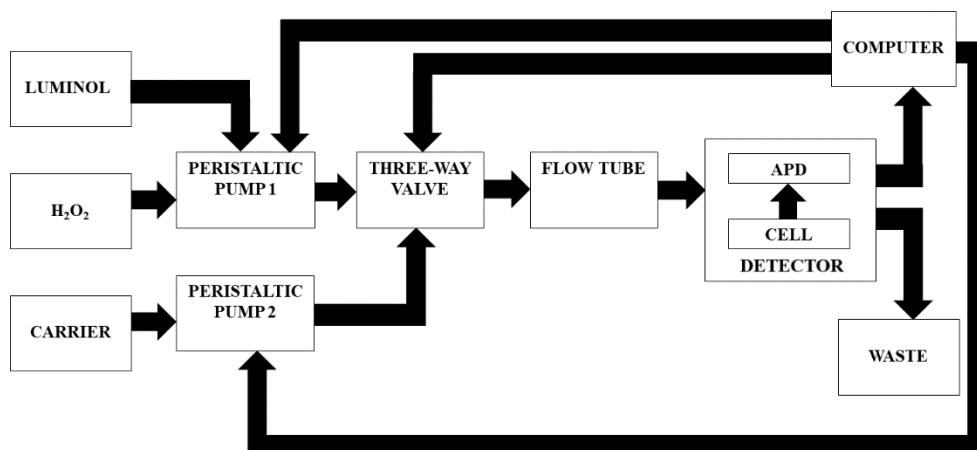 COMPUTER
LUMINOL
PERISTALTIC
PUMP 1
THREE-WAY
VALVE
FLOW TUBE
APD
H₂O₂
CELL
DETECTOR
PERISTALTIC
PUMP 2
CARRIER
WASTE